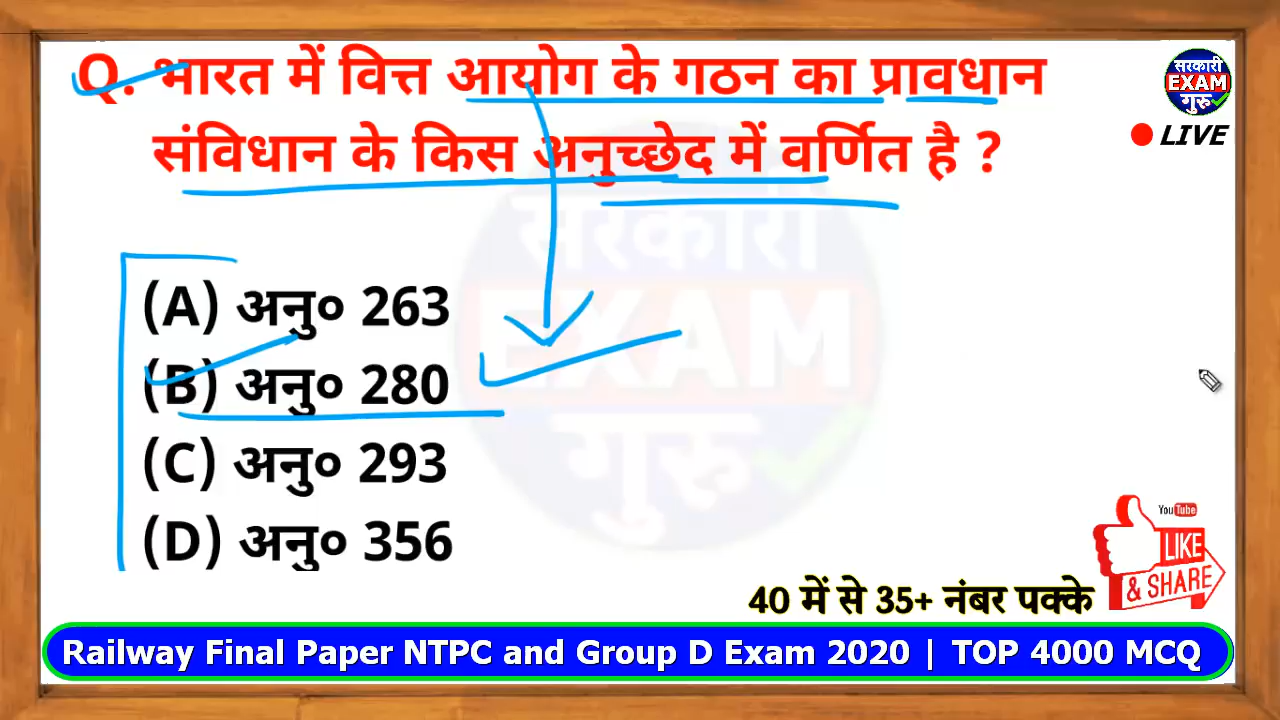 Q. भारत में वित्त आयोग के गठन का प्रावधान
संविधान के किस अनुच्छेद में वर्णित है ?
सरकारी
EXAM
गुरु
LIVE
सरकारी
EXAM
गुरु
(A) अनु० 263
(B) अनु० 280
(C) अनु० 293
(D) अनु० 356
YouTube
LIKE
& SHARE
40 में से 35+ नंबर पक्के
Railway Final Paper NTPC and Group D Exam 2020 | TOP 4000 MCQ